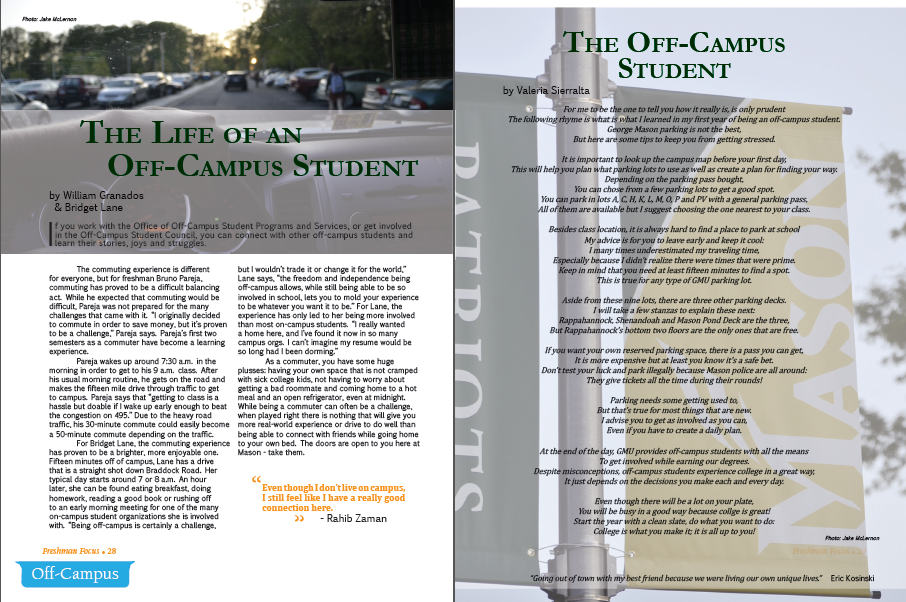 Photo: Jake McLernon
The Life of an
Off-Campus Student
by William Granados
& Bridget Lane
If you work with the Office of Off-Campus Student Programs and Services, or get involved
in the Off-Campus Student Council, you can connect with other off-campus students and
learn their stories, joys and struggles.
The commuting experience is different
for everyone, but for freshman Bruno Pareja,
commuting has proved to be a difficult balancing
act. While he expected that commuting would be
difficult, Pareja was not prepared for the many
challenges that came with it. "I originally decided
to commute in order to save money, but it's proven
to be a challenge," Pareja says. Pareja's first two
semesters as a commuter have become a learning
experience.
Pareja wakes up around 7:30 a.m. in the
morning in order to get to his 9 a.m. class. After
his usual morning routine, he gets on the road and
makes the fifteen mile drive through traffic to get
to campus. Pareja says that "getting to class is a
hassle but doable if I wake up early enough to beat
the congestion on 495." Due to the heavy road
traffic, his 30-minute commute could easily become
a 50-minute commute depending on the traffic.
For Bridget Lane, the commuting experience
has proven to be a brighter, more enjoyable one.
Fifteen minutes off of campus, Lane has a drive
that is a straight shot down Braddock Road. Her
typical day starts around 7 or 8 a.m. An hour
later, she can be found eating breakfast, doing
homework, reading a good book or rushing off
to an early morning meeting for one of the many
on-campus student organizations she is involved
with. "Being off-campus is certainly a challenge,
but I wouldn't trade it or change it for the world,"
Lane says, "the freedom and independence being
off-campus allows, while still being able to be so
involved in school, lets you to mold your experience
to be whatever you want it to be." For Lane, the
experience has only led to her being more involved
than most on-campus students. "I really wanted
a home here, and I've found it now in so many
campus orgs. I can't imagine my resume would be
so long had I been dorming."
As a commuter, you have some huge
plusses: having your own space that is not cramped
with sick college kids, not having to worry about
getting a bad roommate and coming home to a hot
meal and an open refrigerator, even at midnight.
While being a commuter can often be a challenge,
when played right there is nothing that will give you
more real-world experience or drive to do well than
being able to connect with friends while going home
to your own bed. The doors are open to you here at
Mason - take them.
“
Even though I don't live on campus,
I still feel like I have a really good
connection here.
”
- Rahib Zaman
Freshman Focus • 28
Off-Campus
The Off-Campus
Student
by Valeria Sierralta
For me to be the one to tell you how it really is, is only prudent
The following rhyme is what is what I learned in my first year of being an off-campus student.
George Mason parking is not the best,
But here are some tips to keep you from getting stressed.
It is important to look up the campus map before your first day,
This will help you plan what parking lots to use as well as create a plan for finding your way.
Depending on the parking pass bought,
You can chose from a few parking lots to get a good spot.
You can park in lots A, C, H, K, L, M, O, P and PV with a general parking pass,
All of them are available but I suggest choosing the one nearest to your class.
Besides class location, it is always hard to find a place to park at school
My advice is for you to leave early and keep it cool:
I many times underestimated my traveling time,
Especially because I didn't realize there were times that were prime.
Keep in mind that you need at least fifteen minutes to find a spot.
This is true for any type of GMU parking lot.
Aside from these nine lots, there are three other parking decks.
I will take a few stanzas to explain these next:
Rappahannock, Shenandoah and Mason Pond Deck are the three,
But Rappahannock's bottom two floors are the only ones that are free.
If you want your own reserved parking space, there is a pass you can get,
It is more expensive but at least you know it's a safe bet.
Don't test your luck and park illegally because Mason police are all around:
They give tickets all the time during their rounds!
Parking needs some getting used to,
But that's true for most things that are new.
I advise you to get as involved as you can,
Even if you have to create a daily plan.
At the end of the day, GMU provides off-campus students with all the means
To get involved while earning our degrees.
Despite misconceptions, off-campus students experience college in a great way,
It just depends on the decisions you make each and every day.
Even though there will be a lot on your plate,
You will be busy in a good way because collge is great!
Start the year with a clean slate, do what you want to do:
College is what you make it; it is all up to you!
PATRIOTS
MASON
Photo: Jake McLernon
Freshman Focus
"Going out of town with my best friend because we were living our own unique lives." Eric Kosinski